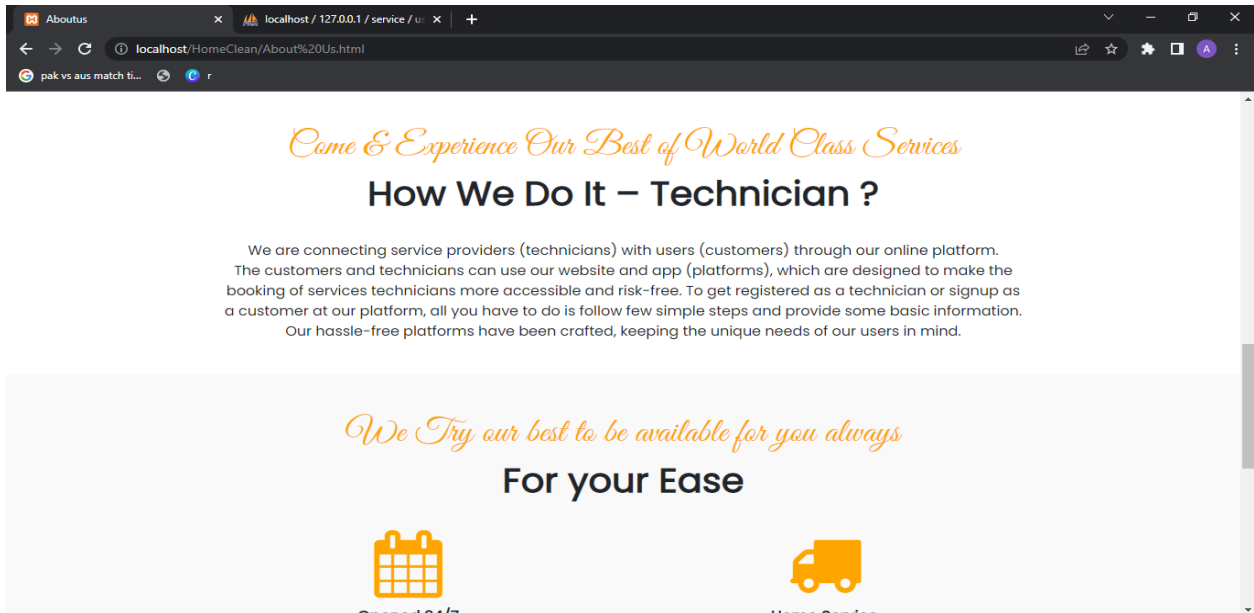 Aboutus
localhost / 127.0.0.1 / service / us
localhost/HomeClean/About%20Us.html
A
pak vs aus match ti...
r
Come & Experience Our Best of World Class Services
How We Do It – Technician ?
We are connecting service providers (technicians) with users (customers) through our online platform.
The customers and technicians can use our website and app (platforms), which are designed to make the
booking of services technicians more accessible and risk-free. To get registered as a technician or signup as
a customer at our platform, all you have to do is follow few simple steps and provide some basic information.
Our hassle-free platforms have been crafted, keeping the unique needs of our users in mind.
We Try our best to be available for you always
For your Ease
Opened 24/7
Home Service